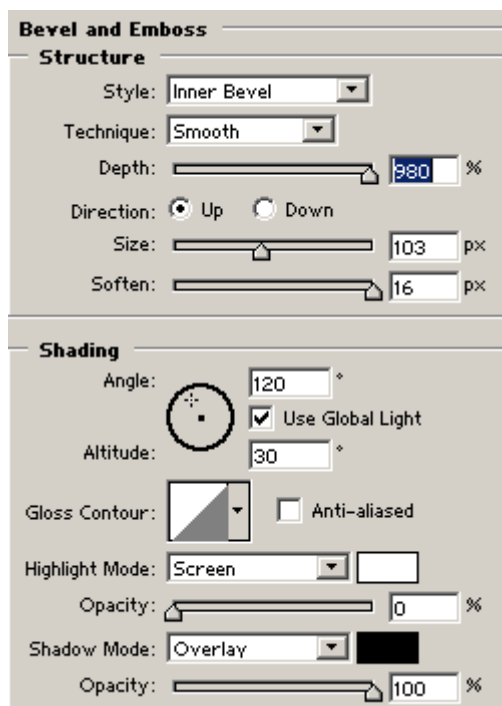 Bevel and Emboss
Structure
Style: Inner Bevel
Technique: Smooth
Depth: 980 %
Direction: Up Down
Size: 103 px
Soften: 16 px
Shading
Angle: 120 °
Use Global Light
Altitude: 30 °
Gloss Contour: Anti-aliased
Highlight Mode: Screen
Opacity: 0 %
Shadow Mode: Overlay
Opacity: 100 %